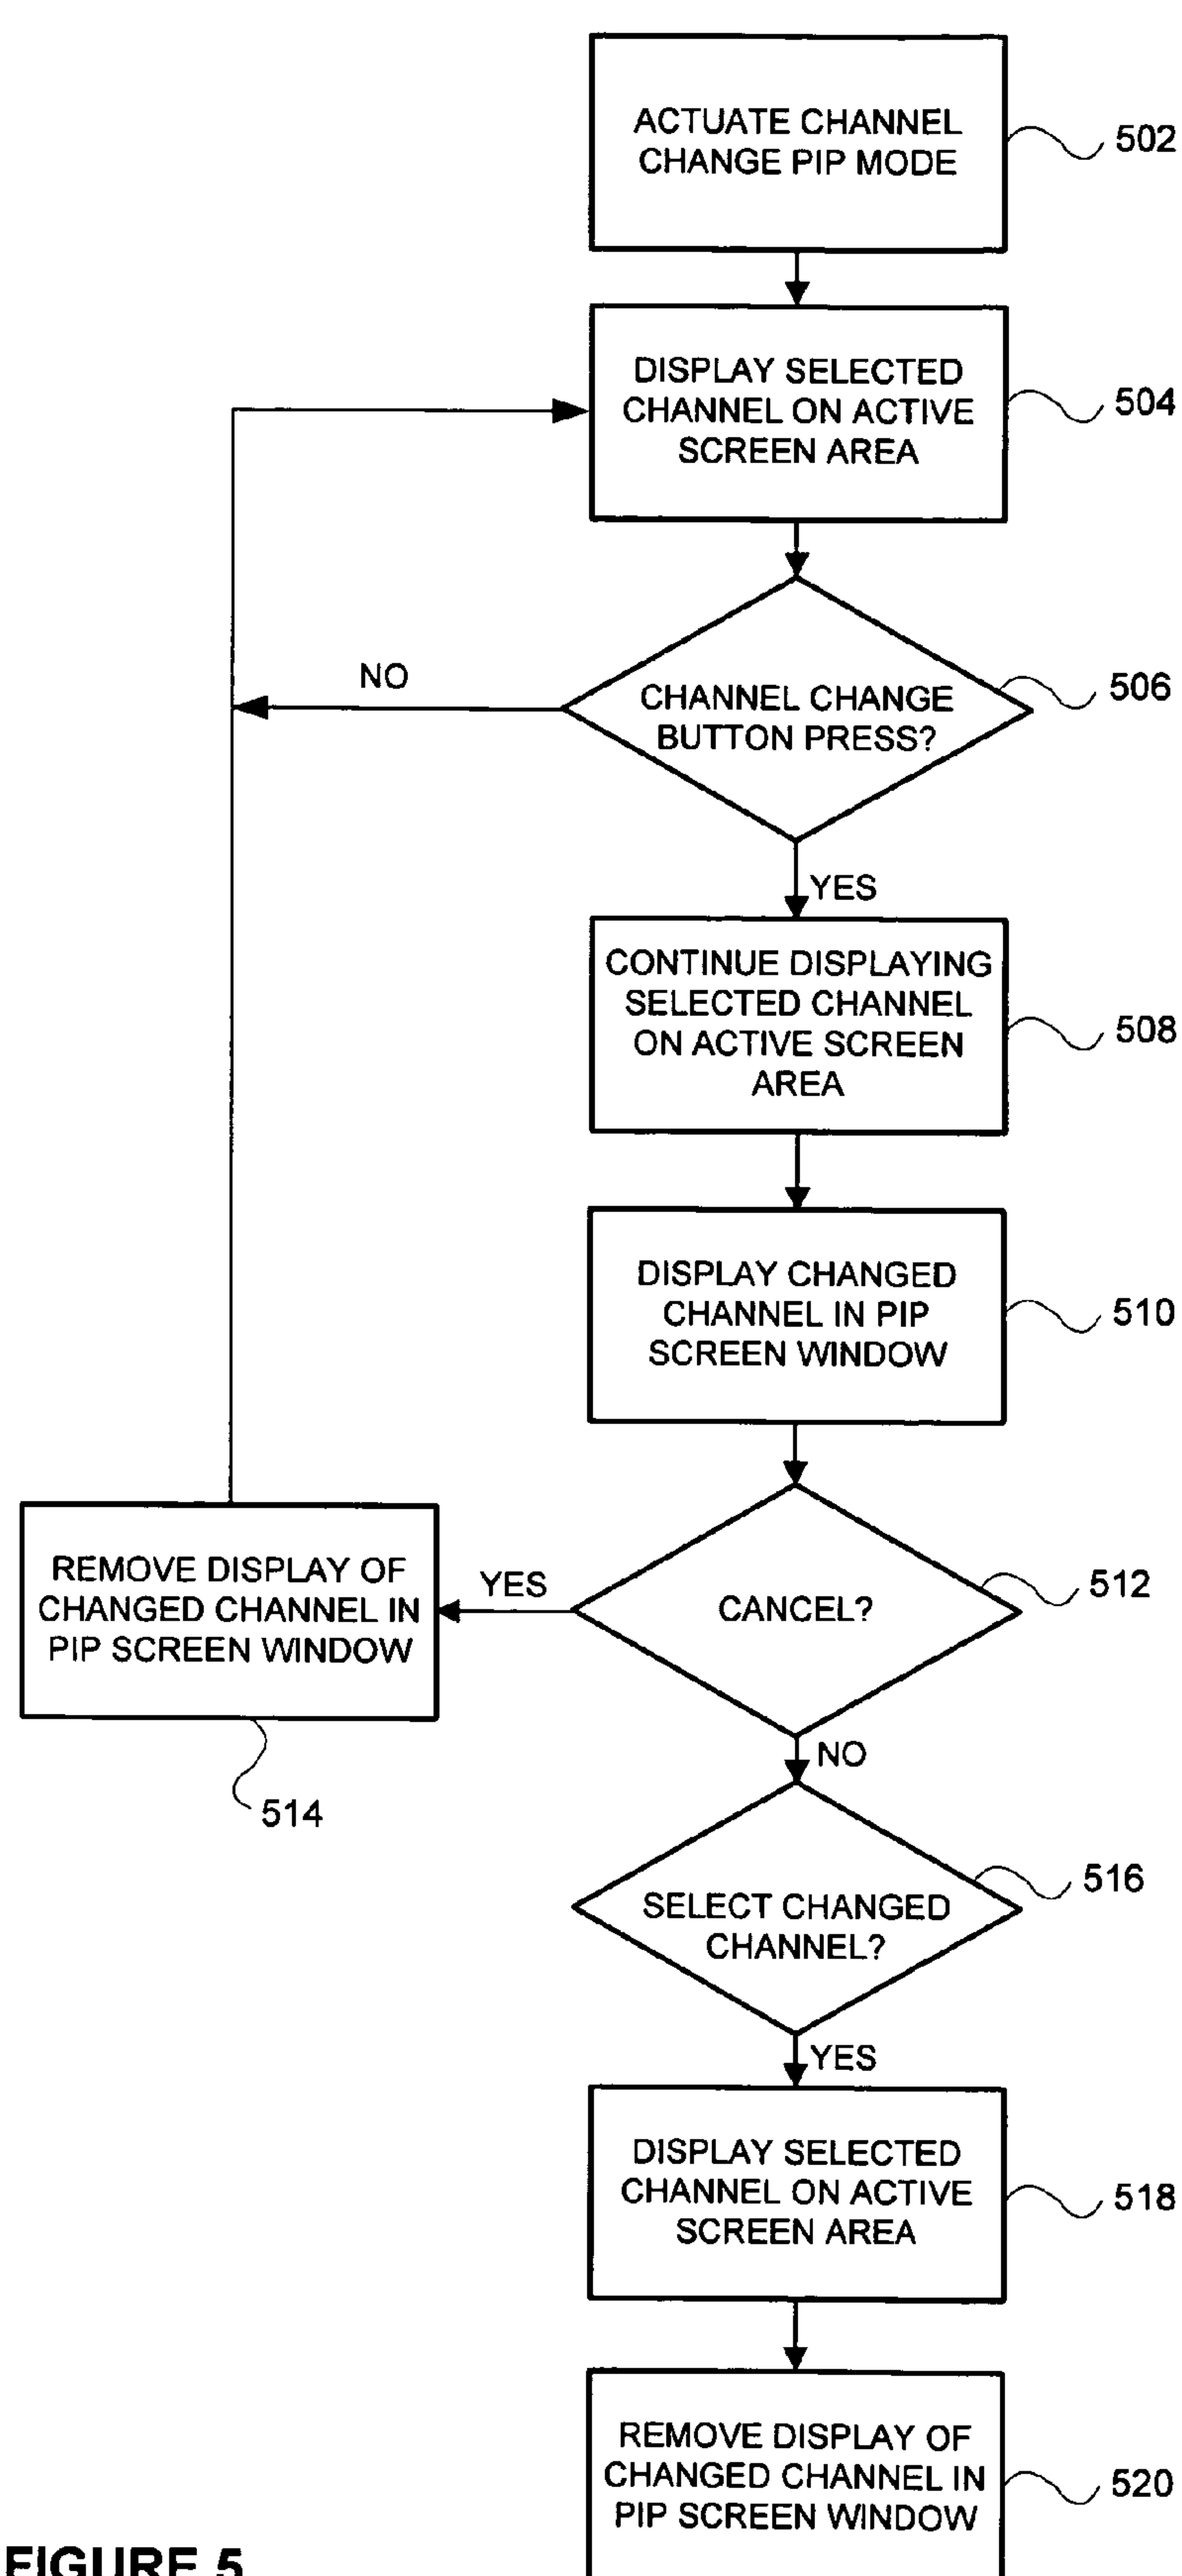 ACTUATE CHANNEL
CHANGE PIP MODE
502
DISPLAY SELECTED
CHANNEL ON ACTIVE
SCREEN AREA
504
NO
CHANNEL CHANGE
BUTTON PRESS?
506
YES
CONTINUE DISPLAYING
SELECTED CHANNEL
ON ACTIVE SCREEN
AREA
508
DISPLAY CHANGED
CHANNEL IN PIP
SCREEN WINDOW
510
REMOVE DISPLAY OF
CHANGED CHANNEL IN
PIP SCREEN WINDOW
514
YES
CANCEL?
512
NO
SELECT CHANGED
CHANNEL?
516
YES
DISPLAY SELECTED
CHANNEL ON ACTIVE
SCREEN AREA
518
REMOVE DISPLAY OF
CHANGED CHANNEL IN
PIP SCREEN WINDOW
520
FIGURE 5